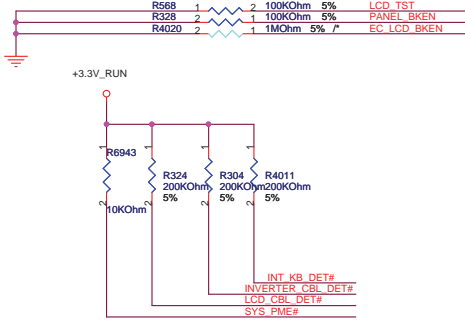 R568 1 2 100KOhm 5% LCD_TST
R328 1 2 100KOhm 5% PANEL_BKEN
R4020 2 1 1MOhm 5% /* EC_LCD_BKEN
+3.3V_RUN
1 1 1 1
R6943 R324 R304 R4011
200KOhm 200KOhm 200KOhm
5% 5% 5%
2 2 2 2
10KOhm
INT_KB_DET#
INVERTER_CBL_DET#
LCD_CBL_DET#
SYS_PME#